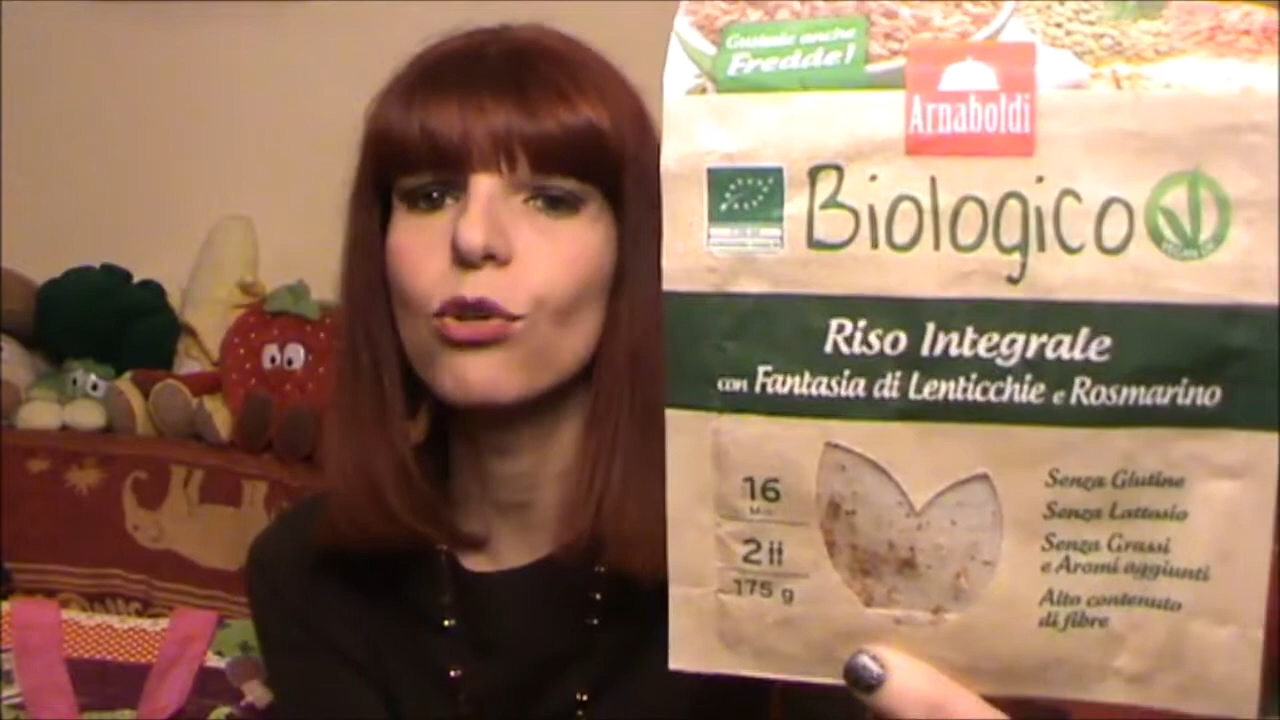 Gustale anche
Fredde!
Arnaboldi
Biologico
Riso Integrale
con Fantasia di Lenticchie e Rosmarino
16
Min
2
175 g
Senza Glutine
Senza Lattosio
Senza Grassi
e Aromi aggiunti
Alto contenuto
di fibre